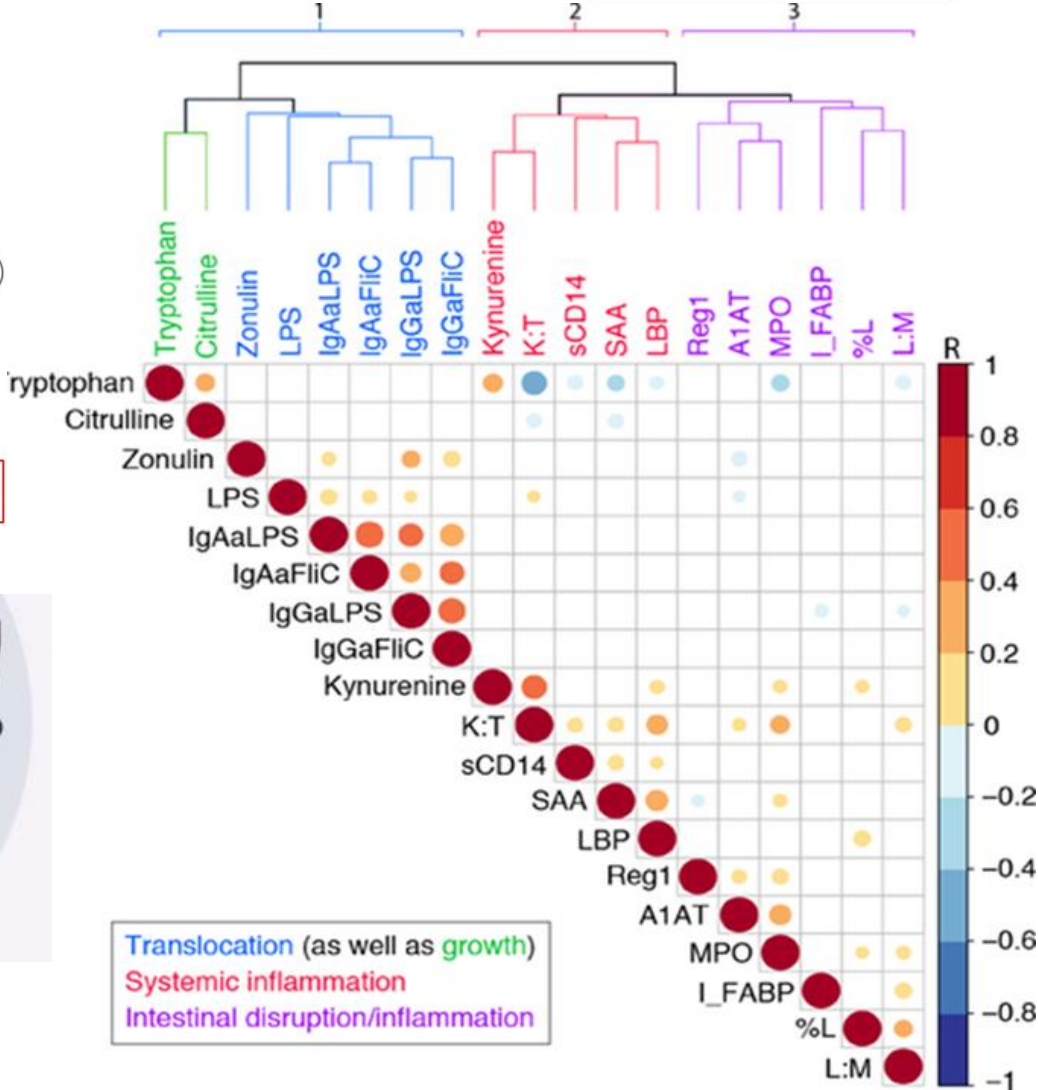 1 2 3
Tryptophan Citrulline Zonulin LPS IgAaLPS IgAaFliC IgGaLPS IgGaFliC Kynurenine K:T sCD14 SAA LBP Reg1 A1AT MPO I_FABP %L L:M
R
ryptophan
Citrulline
Zonulin
LPS
IgAaLPS
IgAaFliC
IgGaLPS
IgGaFliC
Kynurenine
K:T
sCD14
SAA
LBP
Reg1
A1AT
MPO
I_FABP
%L
L:M
1
0.8
0.6
0.4
0.2
0
−0.2
−0.4
−0.6
−0.8
−1
Translocation (as well as growth)
Systemic inflammation
Intestinal disruption/inflammation